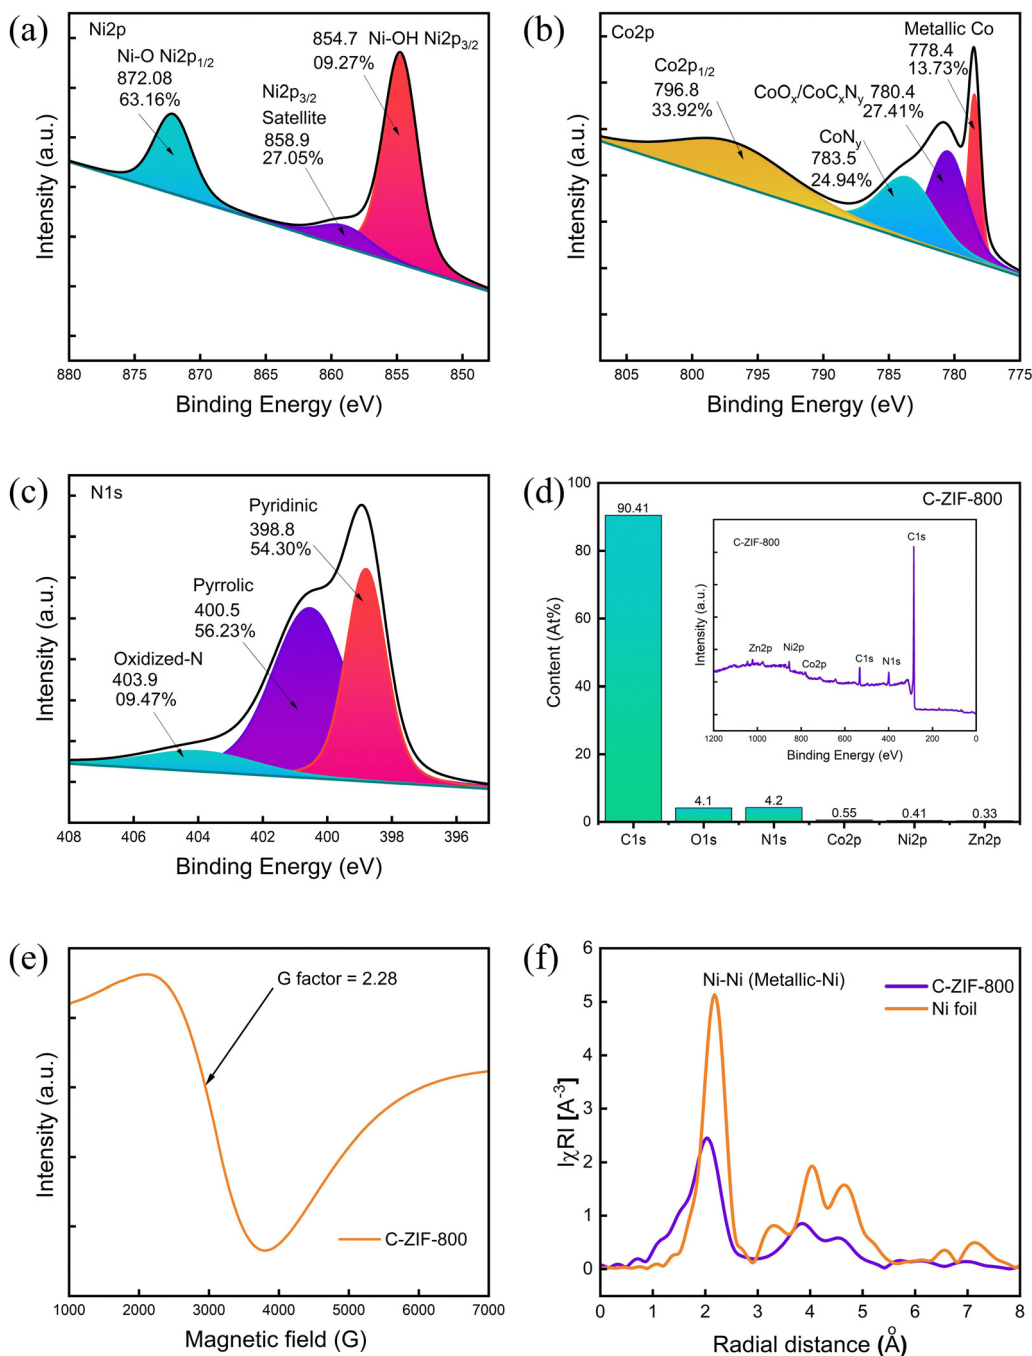 (a)
Ni2p
Ni-O Ni2p1/2
872.08
63.16%
Ni2p3/2
Satellite
858.9
27.05%
854.7 Ni-OH Ni2p3/2
09.27%
Intensity (a.u.)
880 875 870 865 860 855 850
Binding Energy (eV)
(b)
Co2p
Co2p1/2
796.8
33.92%
CoOx/CoCxNy 780.4
27.41%
CoNy
783.5
24.94%
Metallic Co
778.4
13.73%
Intensity (a.u.)
805 800 795 790 785 780 775
Binding Energy (eV)
(c)
N1s
Pyridinic
398.8
54.30%
Pyrrolic
400.5
56.23%
Oxidized-N
403.9
09.47%
Intensity (a.u.)
408 406 404 402 400 398 396
Binding Energy (eV)
(d)
C-ZIF-800
100
80
60
40
20
0
Content (At%)
90.41
4.1
4.2
0.55
0.41
0.33
C1s O1s N1s Co2p Ni2p Zn2p
C-ZIF-800
C1s
Zn2p
Ni2p
Co2p
C1s
N1s
Intensity (a.u.)
1200 1000 800 600 400 200 0
Binding Energy (eV)
(e)
G factor = 2.28
C-ZIF-800
Intensity (a.u.)
1000 2000 3000 4000 5000 6000 7000
Magnetic field (G)
(f)
Ni-Ni (Metallic-Ni)
C-ZIF-800
Ni foil
6
5
4
3
2
1
0
IχRI [A-3]
0 1 2 3 4 5 6 7 8
Radial distance (Å)